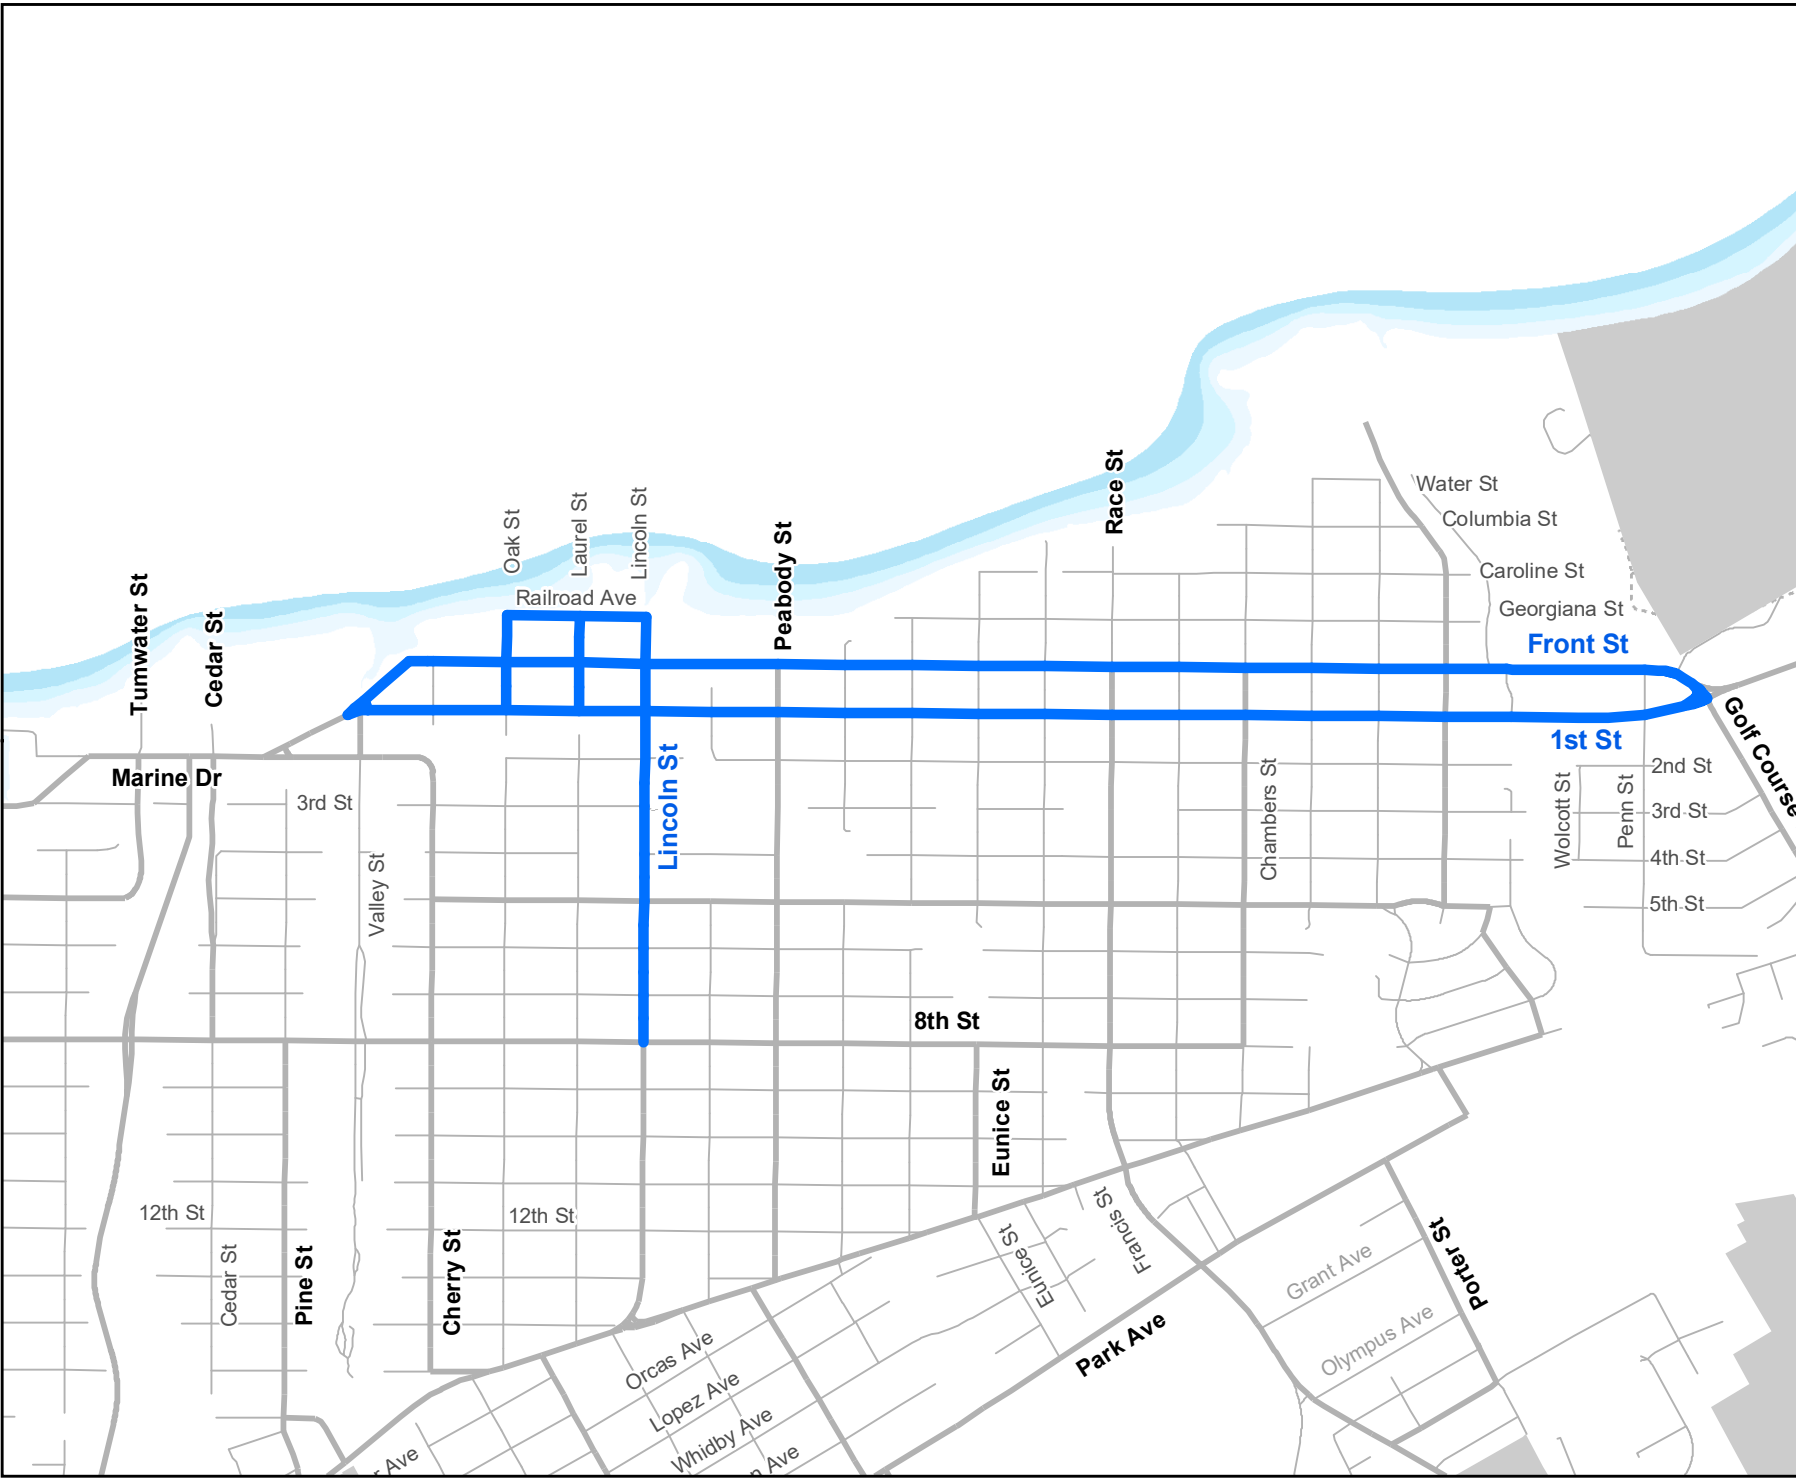 Water St
Columbia St
Race St
Oak St
Laurel St
Lincoln St
Peabody St
Caroline St
Georgiana St
Railroad Ave
Tumwater St
Cedar St
Front St
1st St
Golf Course
Marine Dr
3rd St
Lincoln St
Valley St
Chambers St
Wolcott St
Penn St
2nd St
3rd St
4th St
5th St
8th St
Eunice St
12th St
12th St
Cedar St
Pine St
Cherry St
Eunice St
Francis St
Grant Ave
Porter St
Olympus Ave
Park Ave
Orcas Ave
Lopez Ave
Whidby Ave
n Ave
r Ave